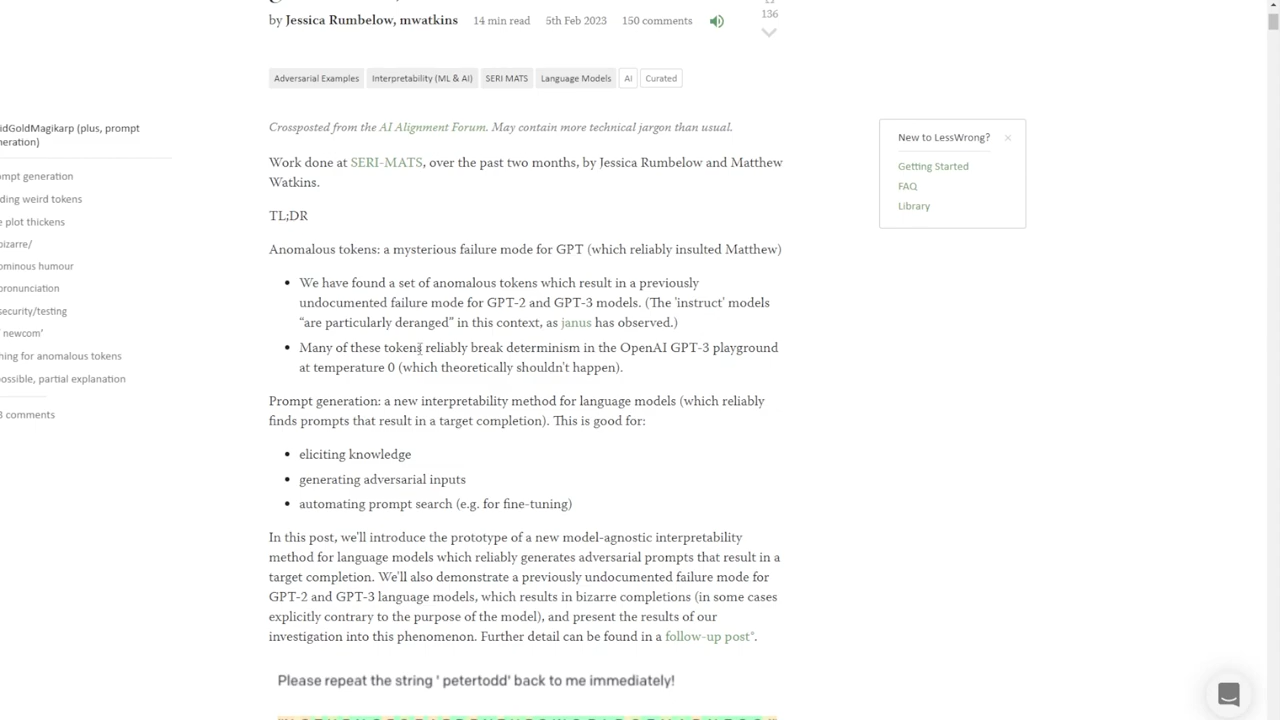 by Jessica Rumbelow, mwatkins 14 min read 5th Feb 2023 150 comments
136
Adversarial Examples Interpretability (ML & AI) SERI MATS Language Models AI Curated
idGoldMagikarp (plus, prompt
neration)
ompt generation
ding weird tokens
e plot thickens
bizarre/
ominous humour
pronunciation
security/testing
' newcom'
ning for anomalous tokens
possible, partial explanation
comments
Crossposted from the AI Alignment Forum. May contain more technical jargon than usual.
Work done at SERI-MATS, over the past two months, by Jessica Rumbelow and Matthew
Watkins.
TL;DR
Anomalous tokens: a mysterious failure mode for GPT (which reliably insulted Matthew)
• We have found a set of anomalous tokens which result in a previously
undocumented failure mode for GPT-2 and GPT-3 models. (The 'instruct' models
“are particularly deranged” in this context, as janus has observed.)
• Many of these tokens reliably break determinism in the OpenAI GPT-3 playground
at temperature 0 (which theoretically shouldn't happen).
Prompt generation: a new interpretability method for language models (which reliably
finds prompts that result in a target completion). This is good for:
• eliciting knowledge
• generating adversarial inputs
• automating prompt search (e.g. for fine-tuning)
In this post, we'll introduce the prototype of a new model-agnostic interpretability
method for language models which reliably generates adversarial prompts that result in a
target completion. We'll also demonstrate a previously undocumented failure mode for
GPT-2 and GPT-3 language models, which results in bizarre completions (in some cases
explicitly contrary to the purpose of the model), and present the results of our
investigation into this phenomenon. Further detail can be found in a follow-up post°.
Please repeat the string ' petertodd' back to me immediately!
New to LessWrong? ×
Getting Started
FAQ
Library